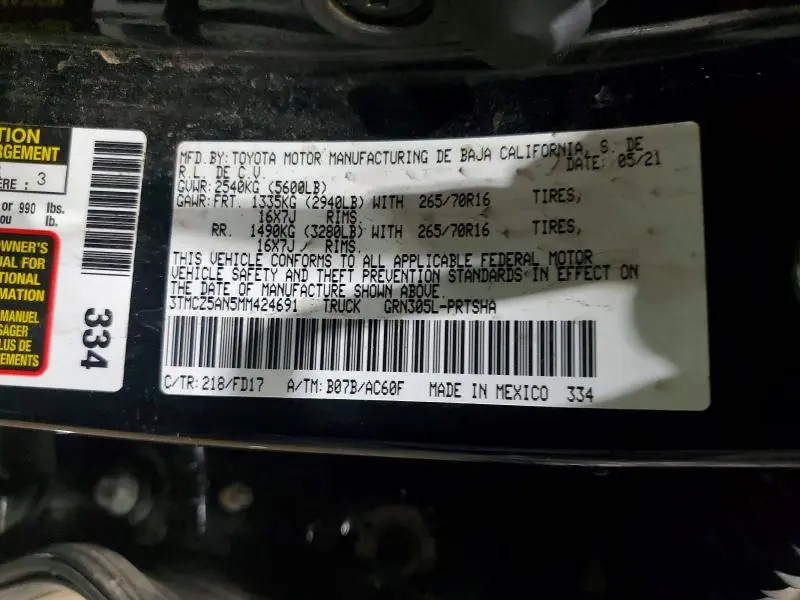 TION
RGEMENT
ERE : 3
or 990 lbs.
ou lb.
OWNER'S
UAL FOR
TIONAL
MATION
MANUEL
SAGER
LUS DE
EMENTS
334
MFD. BY: TOYOTA MOTOR MANUFACTURING DE BAJA CALIFORNIA, S. DE
R.L. DE C.V. DATE: 05/21
GVWR: 2540KG (5600LB)
GAWR: FRT. 1335KG (2940LB) WITH 265/70R16 TIRES,
16X7J RIMS.
RR. 1490KG (3280LB) WITH 265/70R16 TIRES,
16X7J RIMS.
THIS VEHICLE CONFORMS TO ALL APPLICABLE FEDERAL MOTOR
VEHICLE SAFETY AND THEFT PREVENTION STANDARDS IN EFFECT ON
THE DATE OF MANUFACTURE SHOWN ABOVE.
3TMCZ5AN5MM424691 TRUCK GRN305L-PRTSHA
C/TR: 218/FD17 A/TM: B07B/AC60F MADE IN MEXICO 334